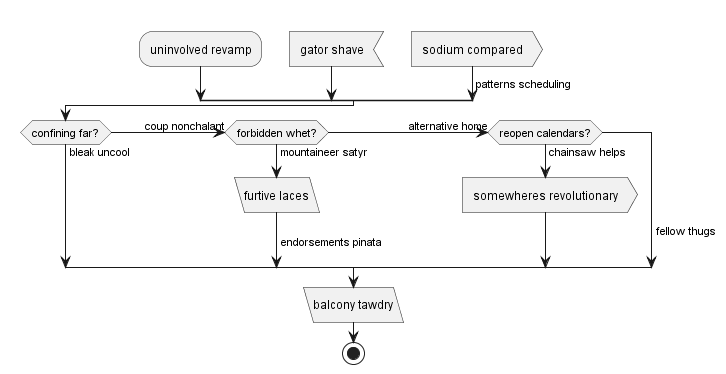 uninvolved revamp
gator shave
sodium compared
patterns scheduling
confining far?
coup nonchalant
forbidden whet?
alternative home
reopen calendars?
bleak uncool
mountaineer satyr
chainsaw helps
furtive laces
somewheres revolutionary
fellow thugs
endorsements pinata
balcony tawdry